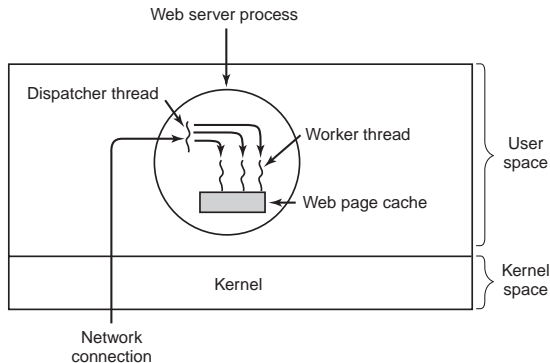 Web server process
Dispatcher thread
Worker thread
User
space
Web page cache
Kernel
Kernel
space
Network
connection